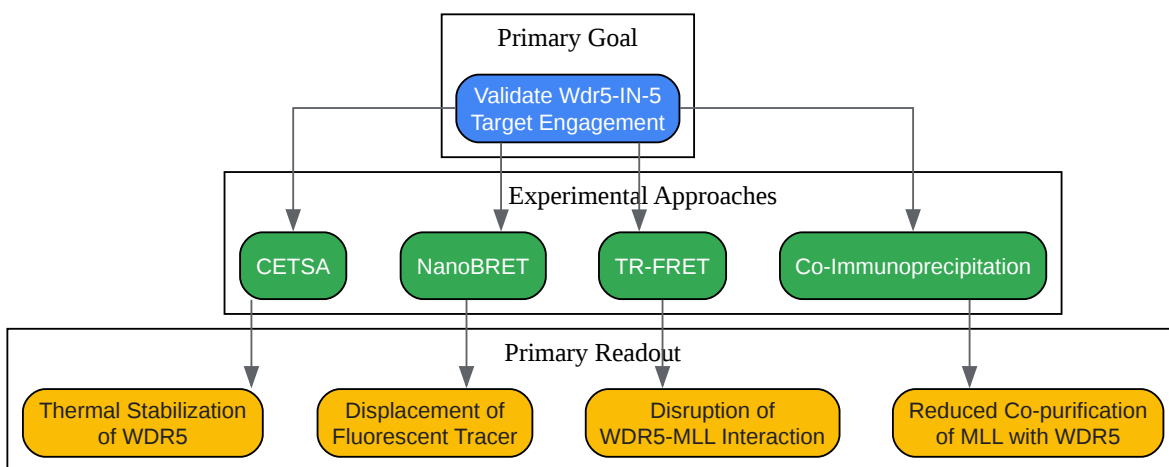 Primary Goal
Validate Wdr5-IN-5
Target Engagement
Experimental Approaches
CETSA
NanoBRET
TR-FRET
Co-Immunoprecipitation
Primary Readout
Thermal Stabilization
of WDR5
Displacement of
Fluorescent Tracer
Disruption of
WDR5-MLL Interaction
Reduced Co-purification
of MLL with WDR5